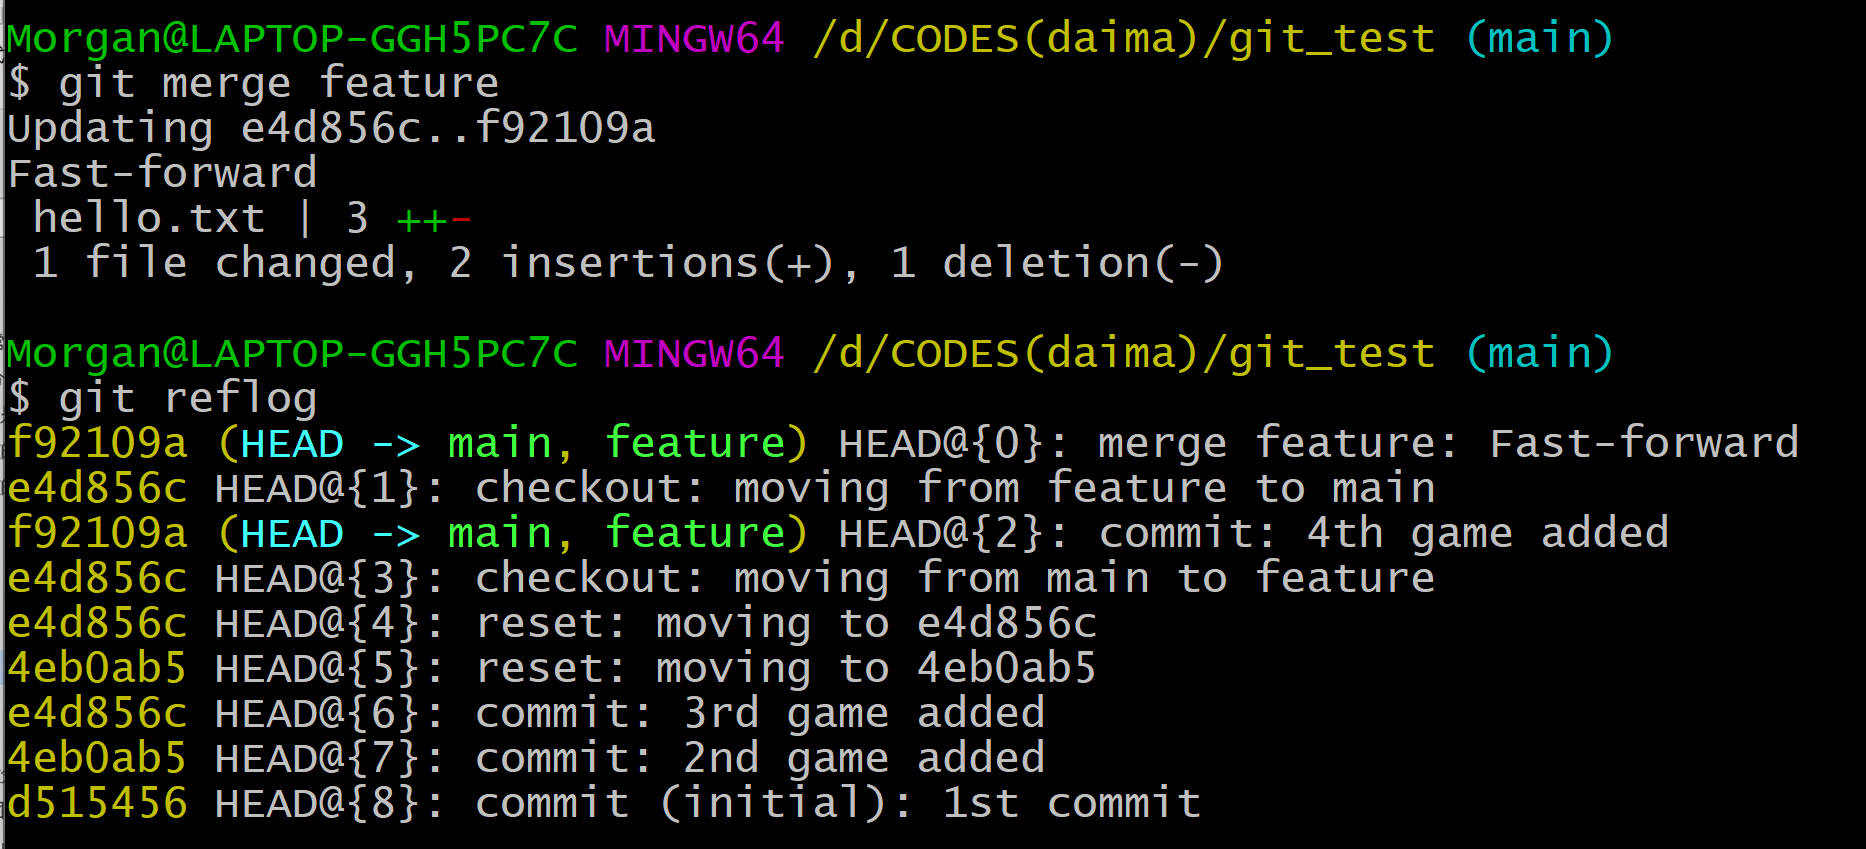 Morgan@LAPTOP-GGH5PC7C MINGW64 /d/CODES(daima)/git_test (main)
$ git merge feature
Updating e4d856c..f92109a
Fast-forward
 hello.txt | 3 ++-
 1 file changed, 2 insertions(+), 1 deletion(-)

Morgan@LAPTOP-GGH5PC7C MINGW64 /d/CODES(daima)/git_test (main)
$ git reflog
f92109a (HEAD -> main, feature) HEAD@{0}: merge feature: Fast-forward
e4d856c HEAD@{1}: checkout: moving from feature to main
f92109a (HEAD -> main, feature) HEAD@{2}: commit: 4th game added
e4d856c HEAD@{3}: checkout: moving from main to feature
e4d856c HEAD@{4}: reset: moving to e4d856c
4eb0ab5 HEAD@{5}: reset: moving to 4eb0ab5
e4d856c HEAD@{6}: commit: 3rd game added
4eb0ab5 HEAD@{7}: commit: 2nd game added
d515456 HEAD@{8}: commit (initial): 1st commit